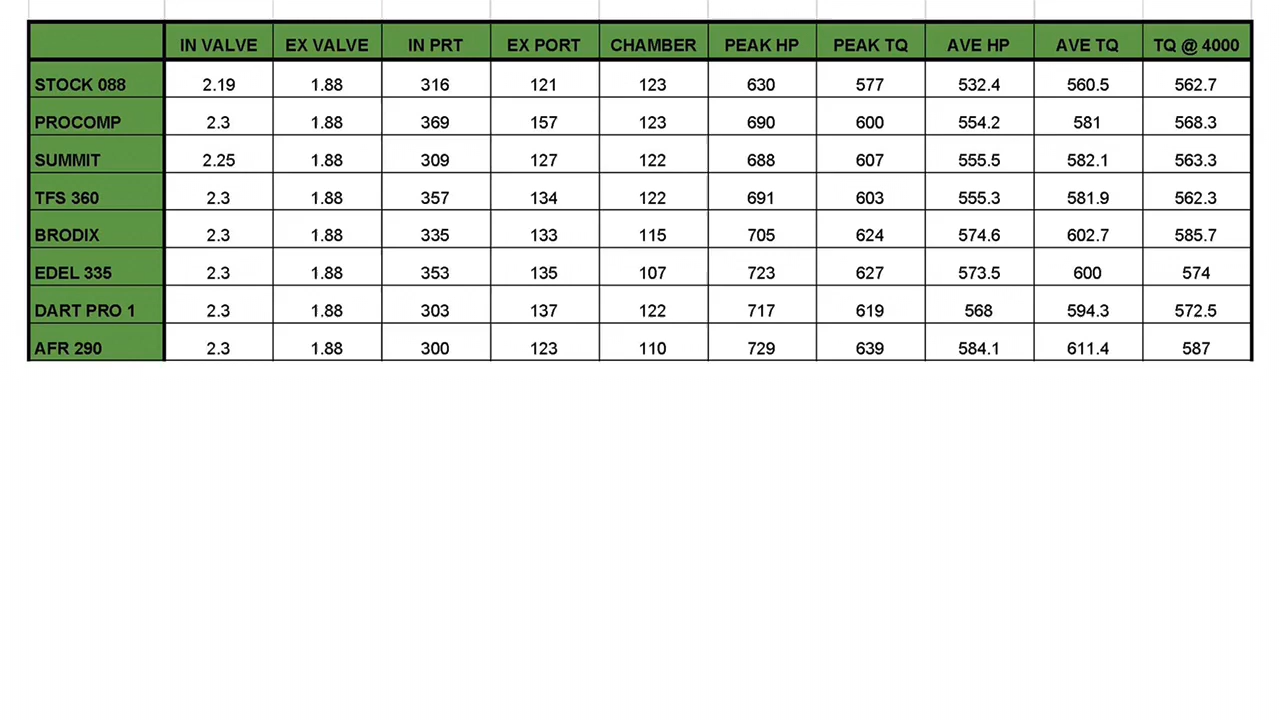 IN VALVE EX VALVE IN PRT EX PORT CHAMBER PEAK HP PEAK TQ AVE HP AVE TQ TQ @ 4000
STOCK 088 2.19 1.88 316 121 123 630 577 532.4 560.5 562.7
PROCOMP 2.3 1.88 369 157 123 690 600 554.2 581 568.3
SUMMIT 2.25 1.88 309 127 122 688 607 555.5 582.1 563.3
TFS 360 2.3 1.88 357 134 122 691 603 555.3 581.9 562.3
BRODIX 2.3 1.88 335 133 115 705 624 574.6 602.7 585.7
EDEL 335 2.3 1.88 353 135 107 723 627 573.5 600 574
DART PRO 1 2.3 1.88 303 137 122 717 619 568 594.3 572.5
AFR 290 2.3 1.88 300 123 110 729 639 584.1 611.4 587